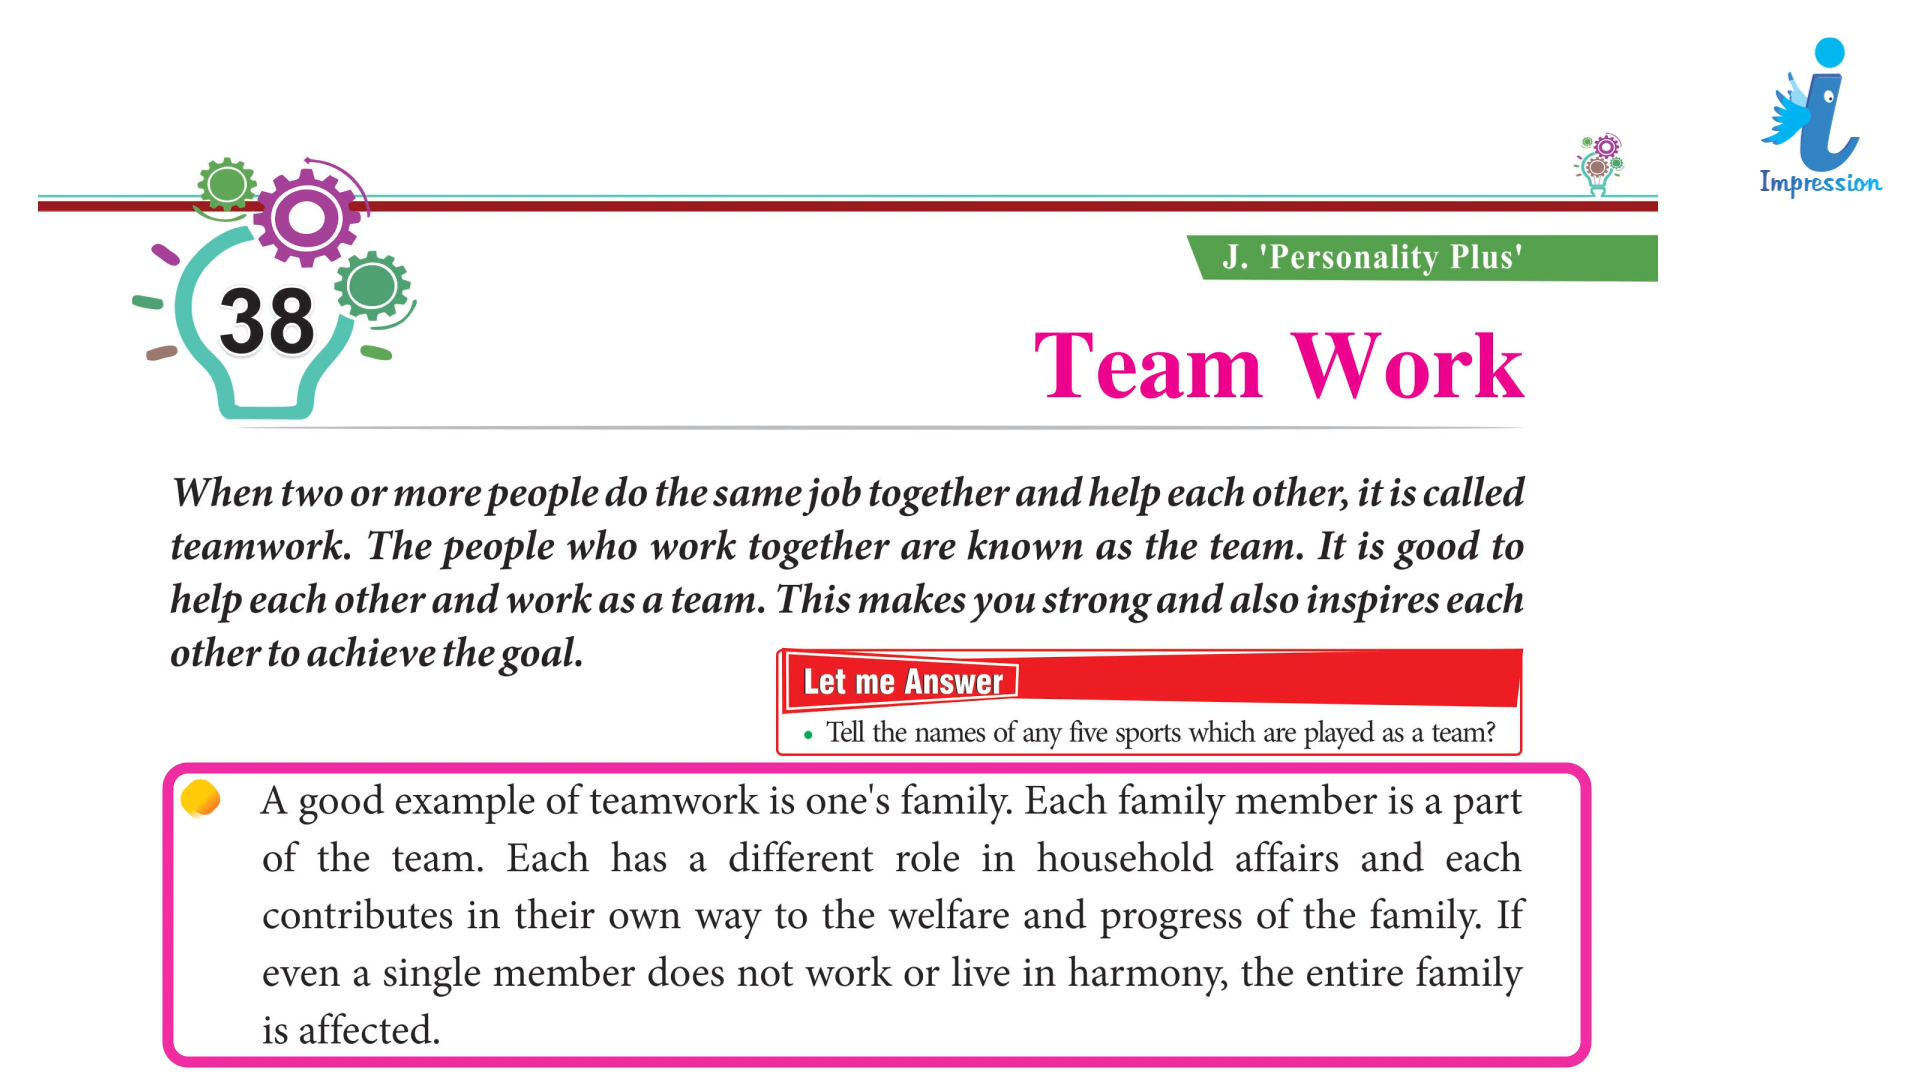 Impression
J. 'Personality Plus'
38
Team Work
When two or more people do the same job together and help each other, it is called
teamwork. The people who work together are known as the team. It is good to
help each other and work as a team. This makes you strong and also inspires each
other to achieve the goal.
Let me Answer
• Tell the names of any five sports which are played as a team?
A good example of teamwork is one's family. Each family member is a part
of the team. Each has a different role in household affairs and each
contributes in their own way to the welfare and progress of the family. If
even a single member does not work or live in harmony, the entire family
is affected.